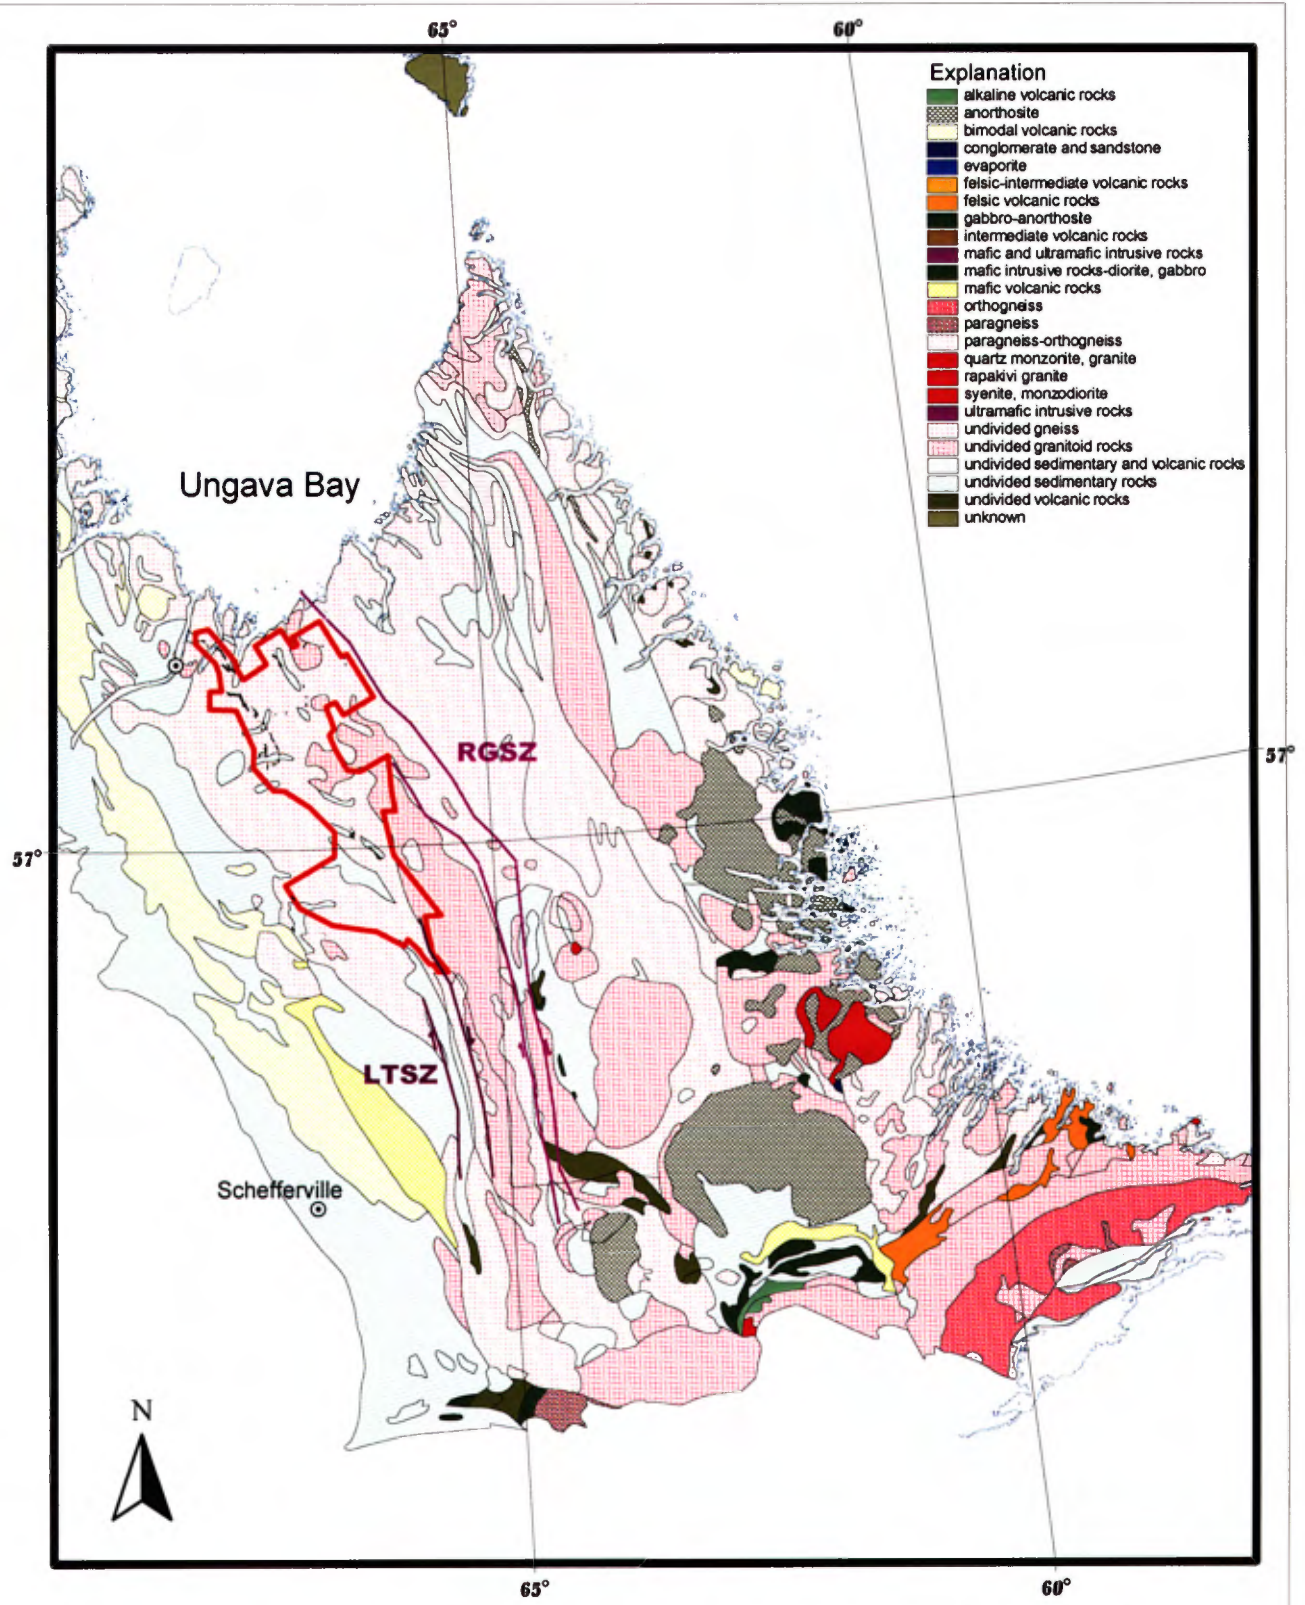 65°
60°
Explanation
alkaline volcanic rocks
anorthosite
bimodal volcanic rocks
conglomerate and sandstone
evaporite
felsic-intermediate volcanic rocks
felsic volcanic rocks
gabbro-anorthoste
intermediate volcanic rocks
mafic and ultramafic intrusive rocks
mafic intrusive rocks-diorite, gabbro
mafic volcanic rocks
orthogneiss
paragneiss
paragneiss-orthogneiss
quartz monzonite, granite
rapakivi granite
syenite, monzodiorite
ultramafic intrusive rocks
undivided gneiss
undivided granitoid rocks
undivided sedimentary and volcanic rocks
undivided sedimentary rocks
undivided volcanic rocks
unknown
Ungava Bay
RGSZ
57°
57°
LTSZ
Schefferville
N
65°
60°